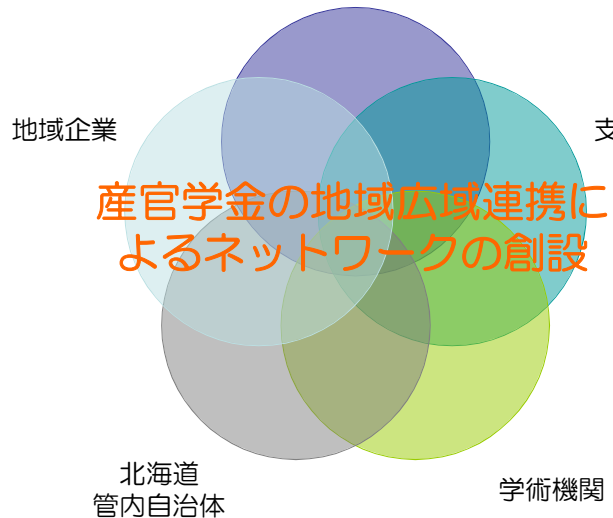 地域企業
支
産官学金の地域広域連携に
よるネットワークの創設
北海道
管内自治体
学術機関